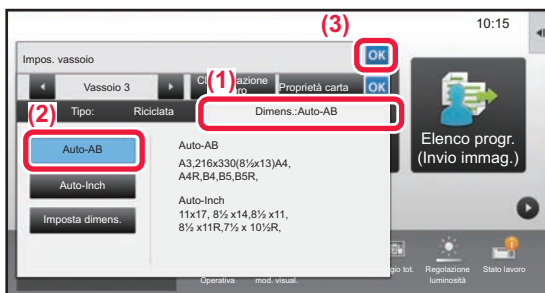 (3)
10:15
Impos. vassoio
OK
Vassoio 3
(1)
Proprietà carta
OK
(2)
Tipo:
Riciclata
Dimens.:Auto-AB
Auto-AB
Auto-Inch
Imposta dimens.
Auto-AB
A3,216x330(8½x13)A4,
A4R,B4,B5,B5R,
Auto-Inch
11x17, 8½ x14,8½ x11,
8½ x11R,7½ x 10½R,
Elenco progr.
(Invio immag.)
Operativa
mod. visual.
tot.
Regolazione
luminosità
Stato lavoro